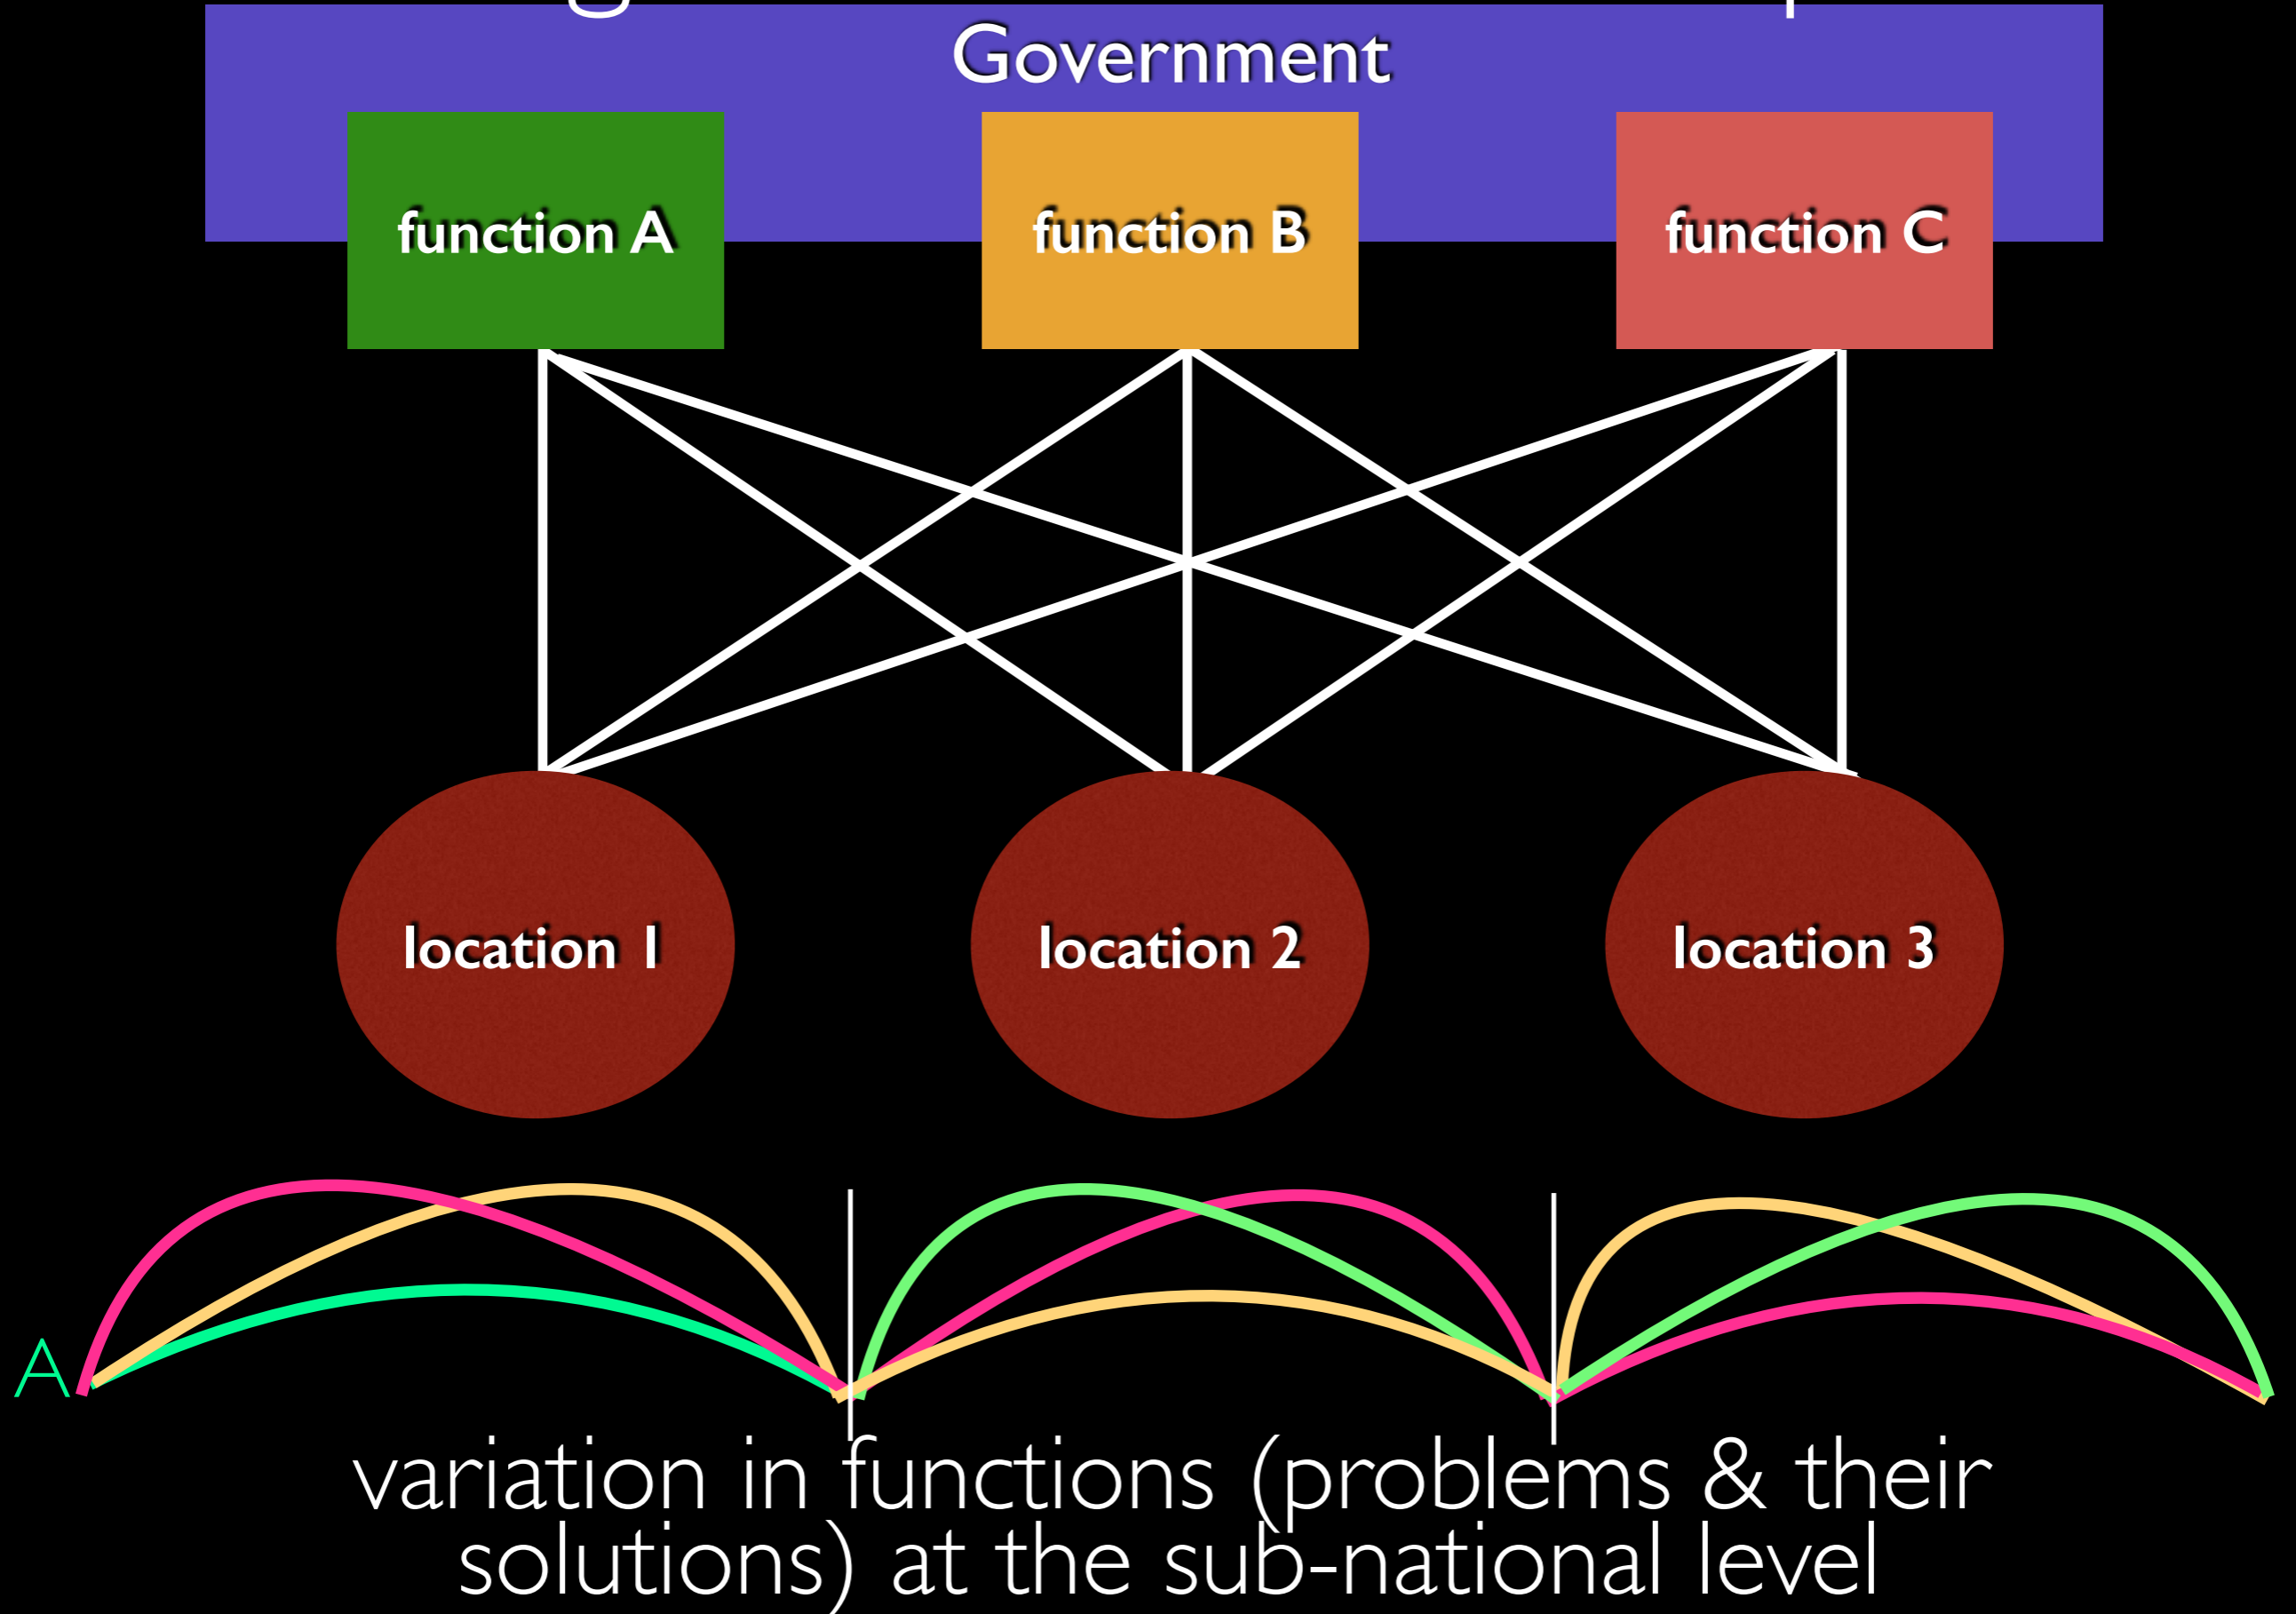 Government
function A
function B
function C
location 1
location 2
location 3
A
variation in functions (problems & their
solutions) at the sub-national level